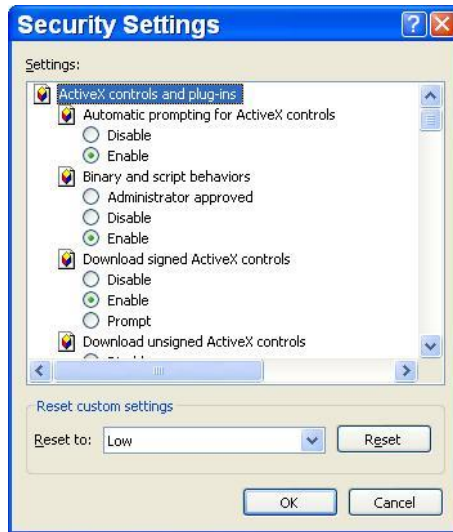 Security Settings
Settings:
ActiveX controls and plug-ins
Automatic prompting for ActiveX controls
Disable
Enable
Binary and script behaviors
Administrator approved
Disable
Enable
Download signed ActiveX controls
Disable
Enable
Prompt
Download unsigned ActiveX controls
Reset custom settings
Reset to: Low Reset
OK Cancel